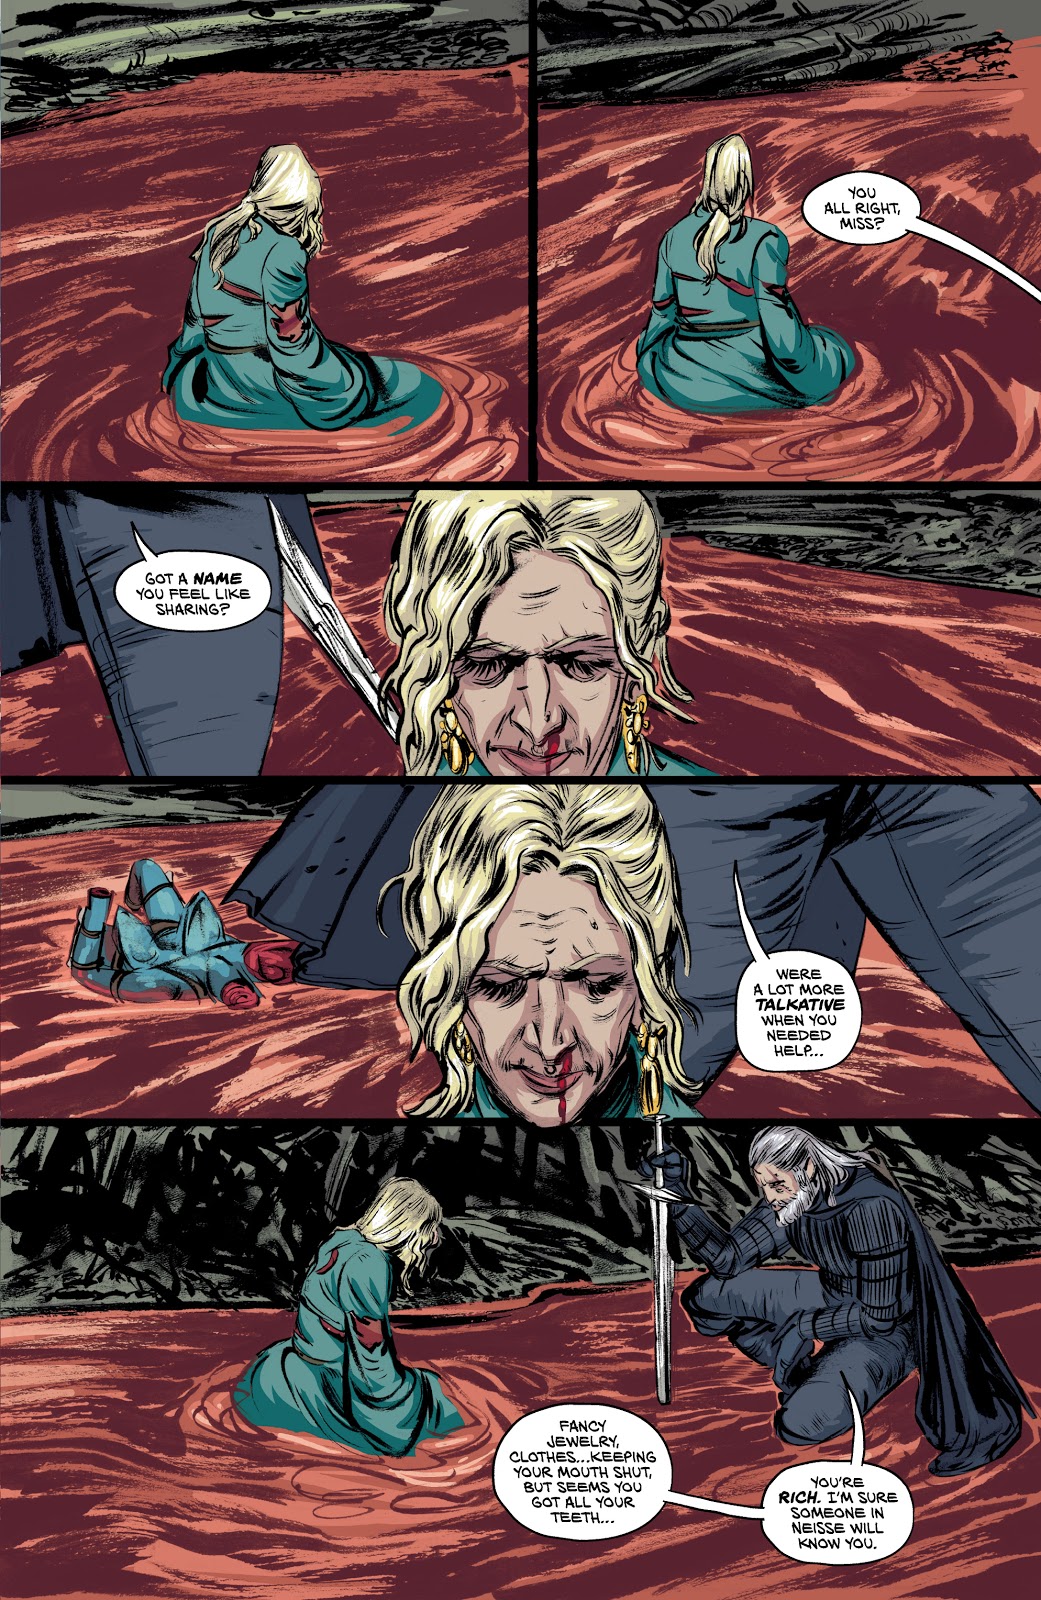 YOU
ALL RIGHT,
MISS?
GOT A NAME
YOU FEEL LIKE
SHARING?
WERE
A LOT MORE
TALKATIVE
WHEN YOU
NEEDED
HELP...
FANCY
JEWELRY,
CLOTHES...KEEPING
YOUR MOUTH SHUT,
BUT SEEMS YOU
GOT ALL YOUR
TEETH...
YOU'RE
RICH. I'M SURE
SOMEONE IN
NEISSE WILL
KNOW YOU.